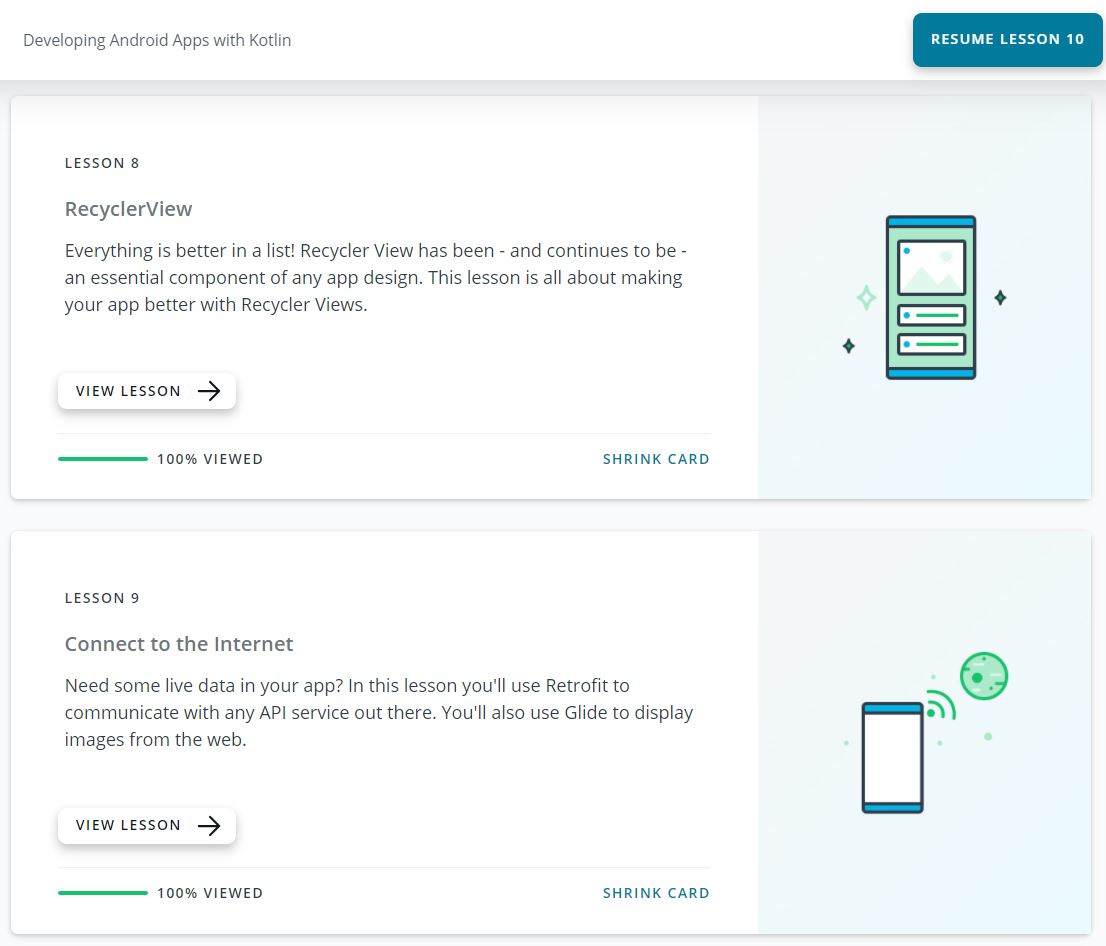 Developing Android Apps with Kotlin
RESUME LESSON 10
LESSON 8
RecyclerView
Everything is better in a list! Recycler View has been - and continues to be -
an essential component of any app design. This lesson is all about making
your app better with Recycler Views.
VIEW LESSON
100% VIEWED
SHRINK CARD
LESSON 9
Connect to the Internet
Need some live data in your app? In this lesson you'll use Retrofit to
communicate with any API service out there. You'll also use Glide to display
images from the web.
VIEW LESSON
100% VIEWED
SHRINK CARD